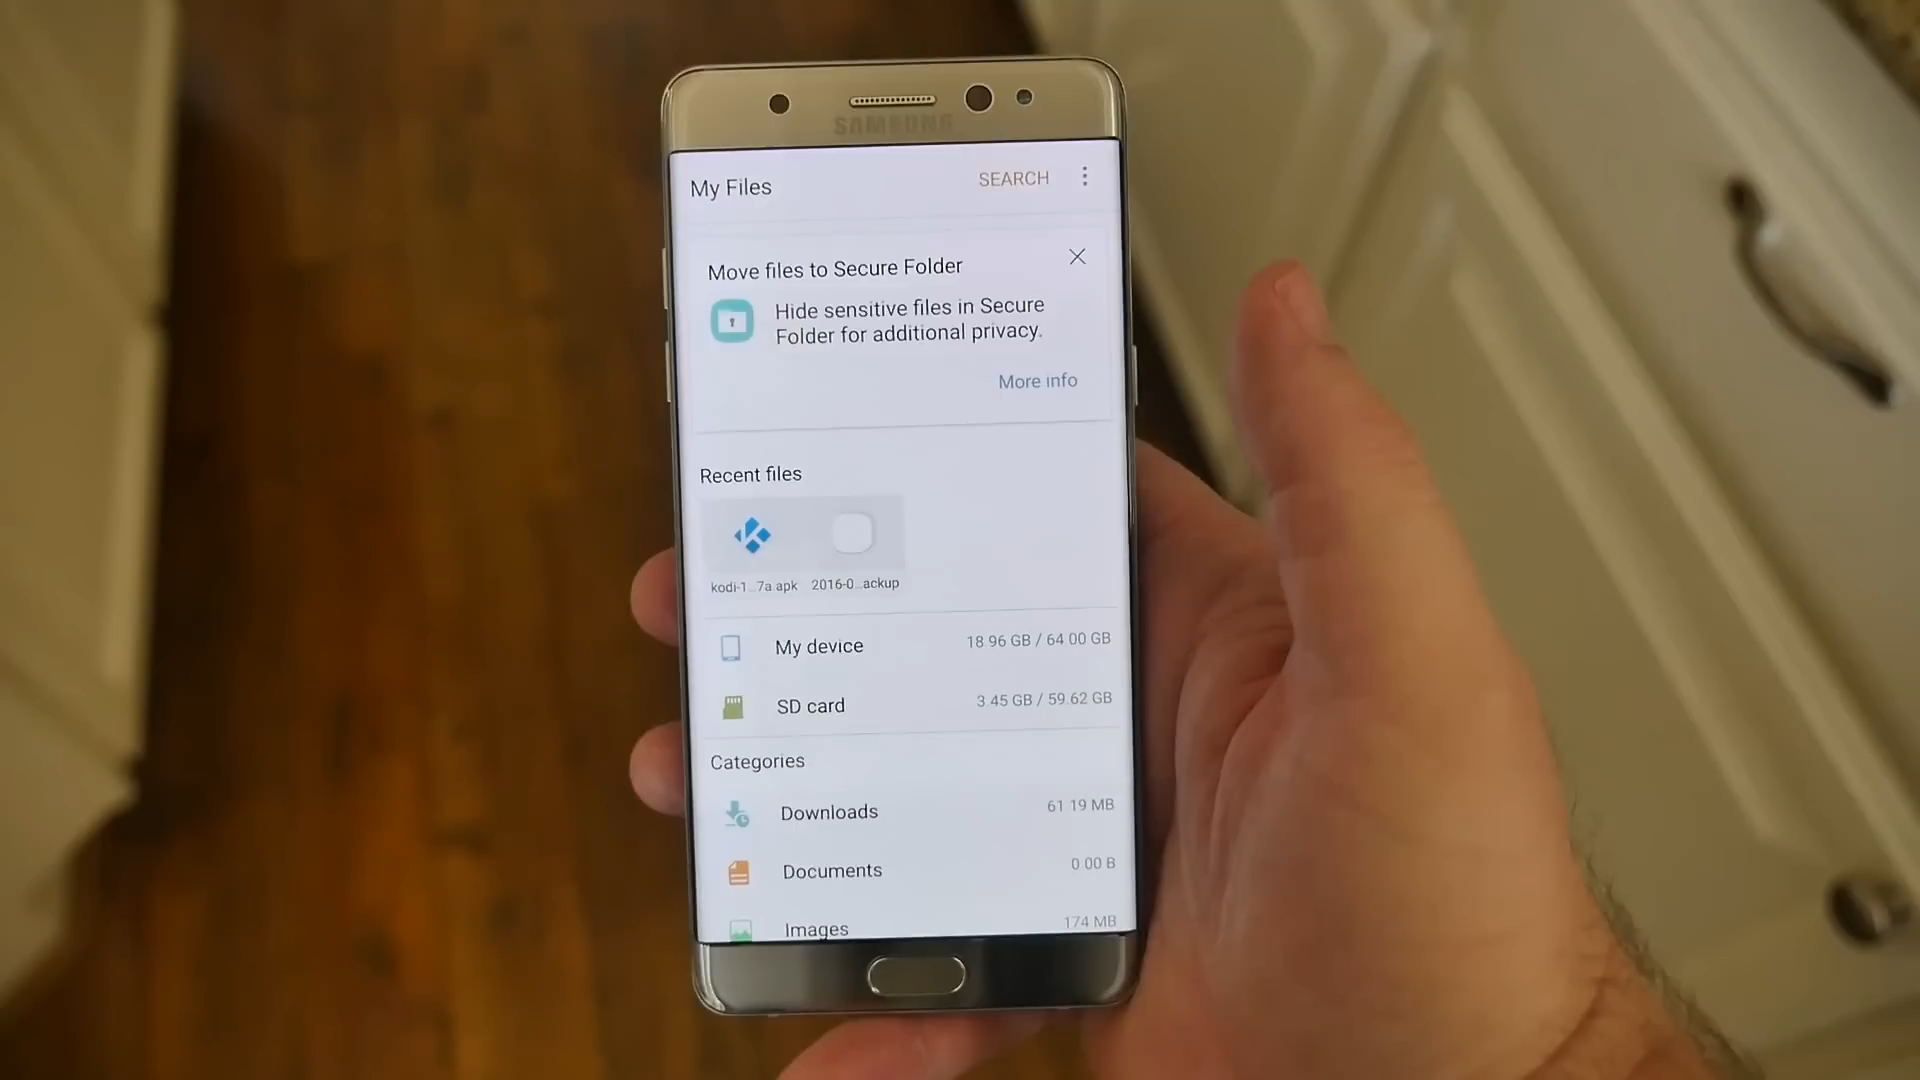 SAMSUNG
My Files
SEARCH
Move files to Secure Folder
Hide sensitive files in Secure
Folder for additional privacy.
More info
Recent files
kodi-1...7a.apk
2016-0...ackup
My device
18.96 GB / 64.00 GB
SD card
3.45 GB / 59.62 GB
Categories
Downloads
61.19 MB
Documents
0.00 B
Images
174 MB